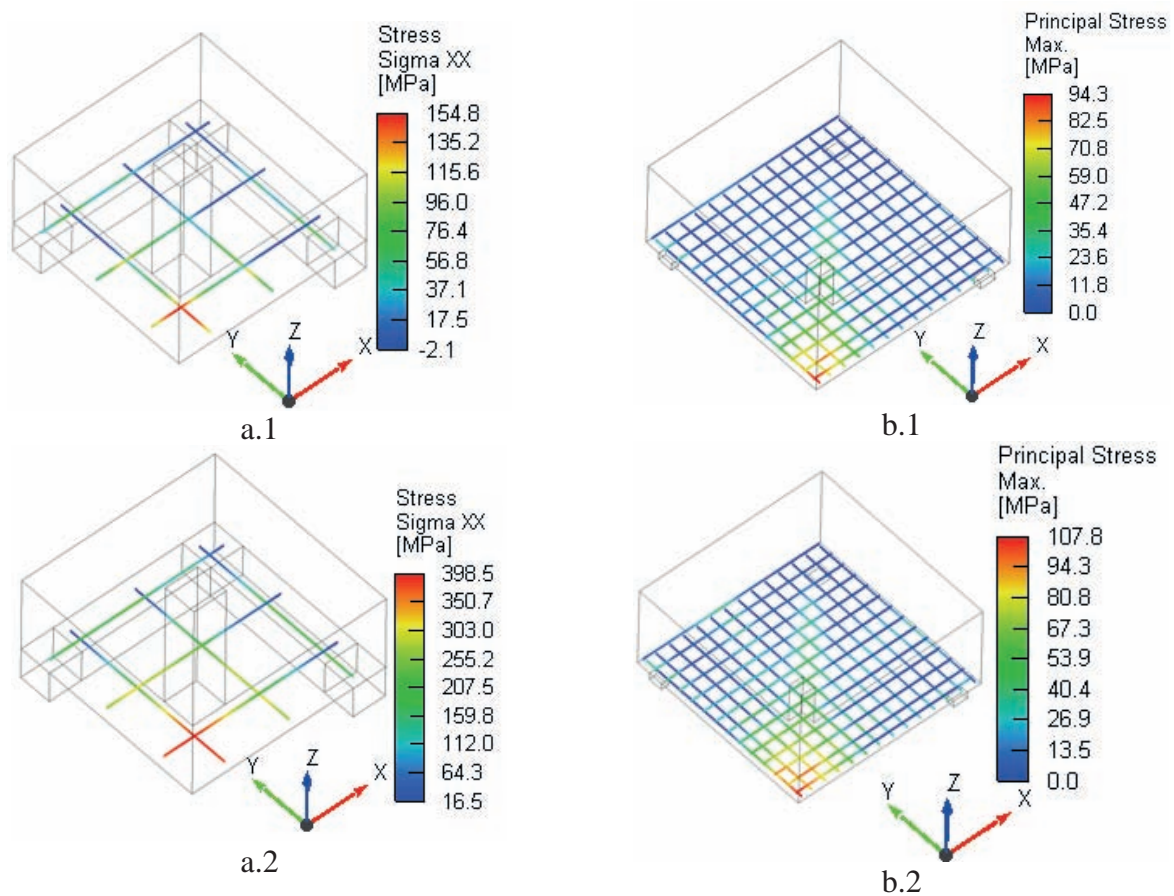 Stress
Sigma XX
[MPa]
154.8
135.2
115.6
96.0
76.4
56.8
37.1
17.5
-2.1
Y
Z
X
a.1
Principal Stress
Max.
[MPa]
94.3
82.5
70.8
59.0
47.2
35.4
23.6
11.8
0.0
Y
Z
X
b.1
Stress
Sigma XX
[MPa]
398.5
350.7
303.0
255.2
207.5
159.8
112.0
64.3
16.5
Y
Z
X
a.2
Principal Stress
Max.
[MPa]
107.8
94.3
80.8
67.3
53.9
40.4
26.9
13.5
0.0
Y
Z
X
b.2